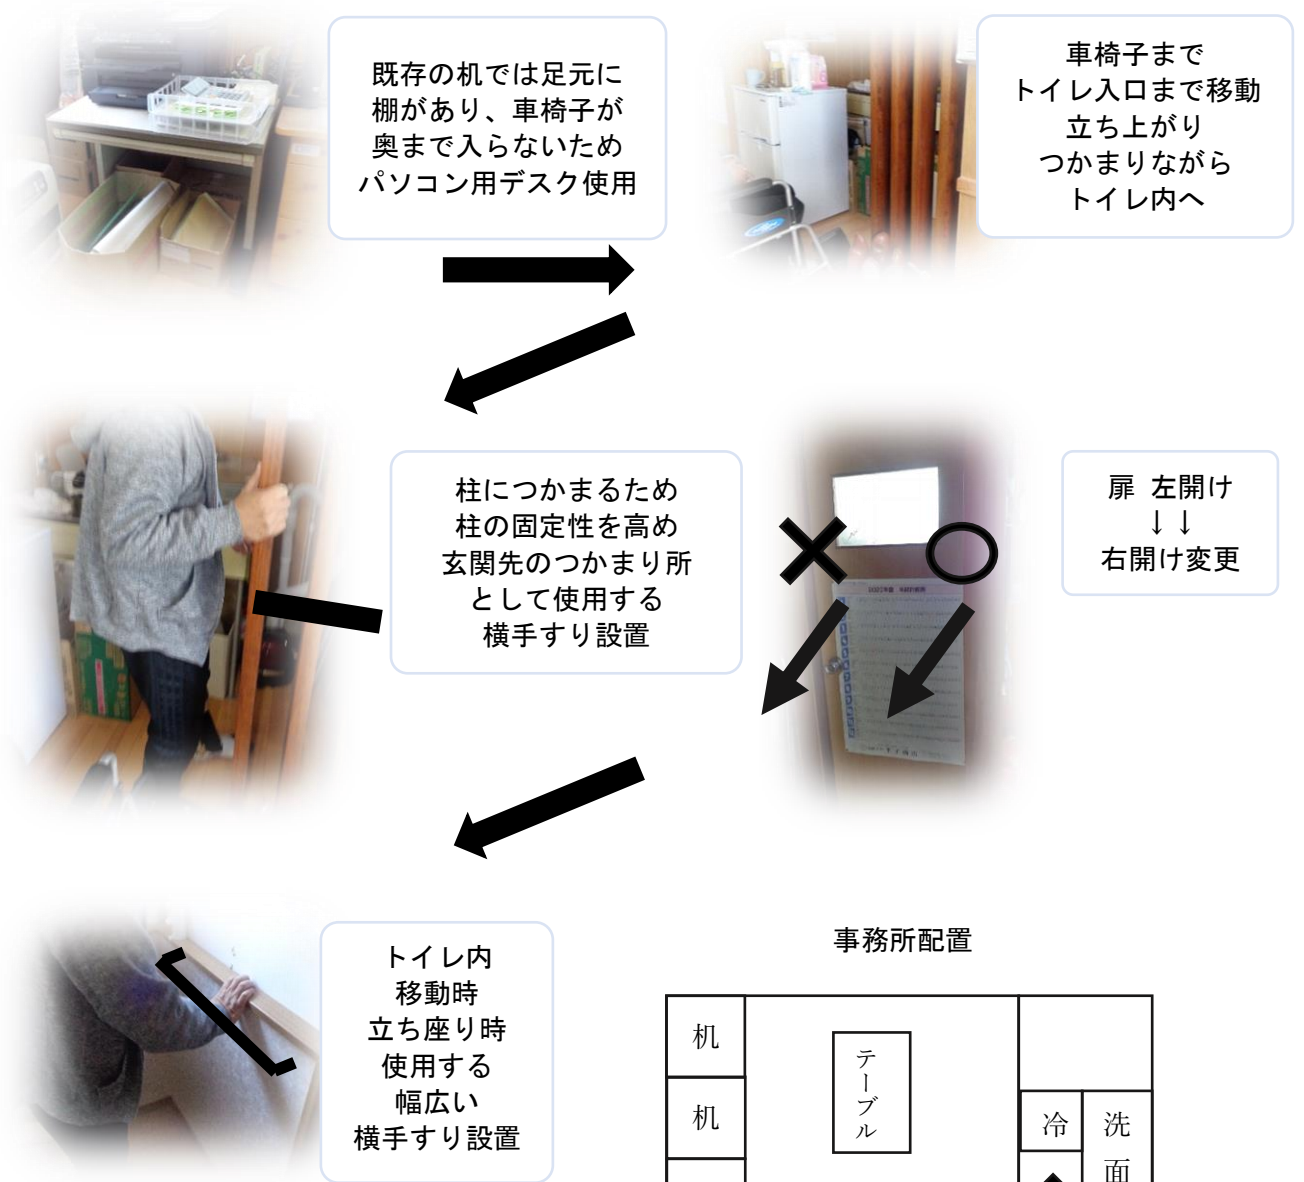 既存の机では足元に
棚があり、車椅子が
奥まで入らないため
パソコン用デスク使用
車椅子まで
トイレ入口まで移動
立ち上がり
つかまりながら
トイレ内へ
柱につかまるため
柱の固定性を高め
玄関先のつかまり所
として使用する
横手すり設置
扉 左開け
↓↓
右開け変更
トイレ内
移動時
立ち座り時
使用する
幅広い
横手すり設置
事務所配置
机
机
テーブル
冷
洗面